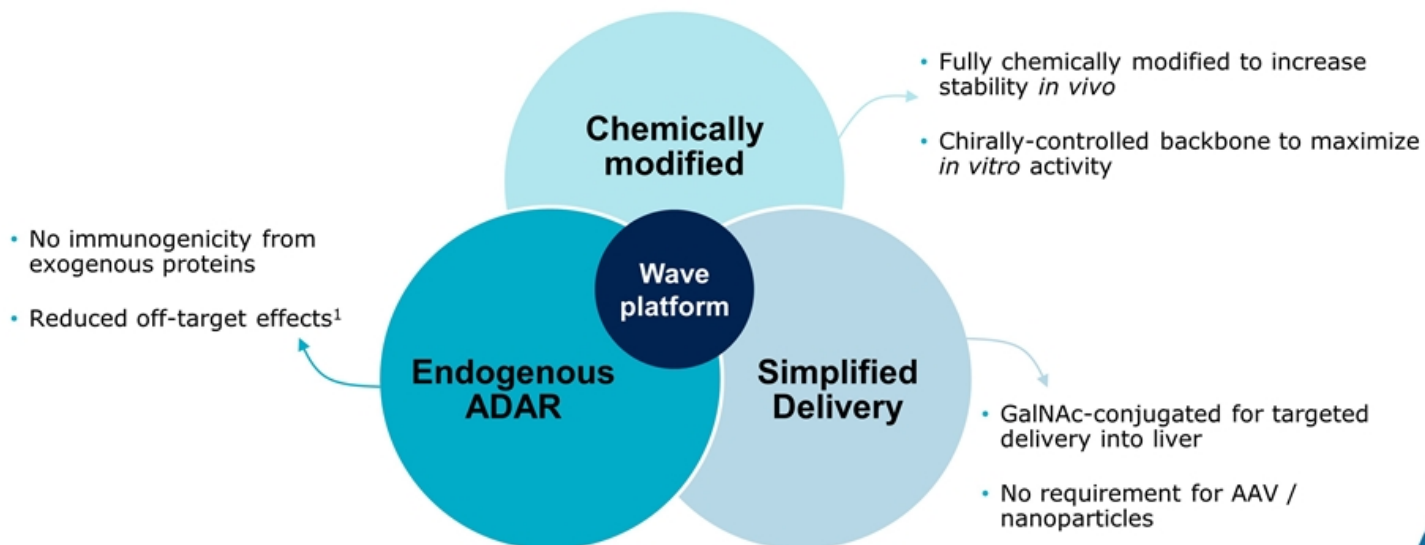 Chemically
modified
• Fully chemically modified to increase
stability in vivo
• Chirally-controlled backbone to maximize
in vitro activity
• No immunogenicity from
exogenous proteins
• Reduced off-target effects¹
Wave
platform
Endogenous
ADAR
Simplified
Delivery
• GalNAc-conjugated for targeted
delivery into liver
• No requirement for AAV /
nanoparticles